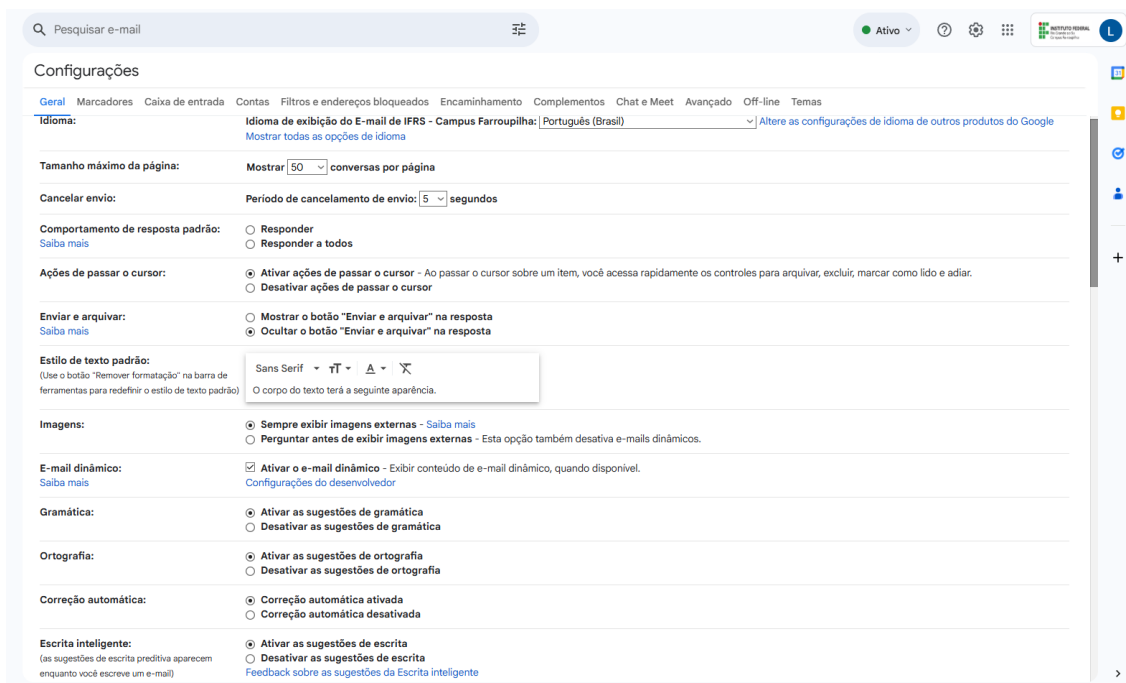 Pesquisar e-mail
Ativo
INSTITUTO FEDERAL
L
Configurações
31
Geral Marcadores Caixa de entrada Contas Filtros e endereços bloqueados Encaminhamento Complementos Chat e Meet Avançado Off-line Temas
Idioma: Idioma de exibição do E-mail de IFRS - Campus Farroupilha: Português (Brasil) Altere as configurações de idioma de outros produtos do Google
Mostrar todas as opções de idioma
Tamanho máximo da página: Mostrar 50 conversas por página
Cancelar envio: Período de cancelamento de envio: 5 segundos
Comportamento de resposta padrão: Responder
Saiba mais Responder a todos
Ações de passar o cursor: Ativar ações de passar o cursor - Ao passar o cursor sobre um item, você acessa rapidamente os controles para arquivar, excluir, marcar como lido e adiar.
Desativar ações de passar o cursor
Enviar e arquivar: Mostrar o botão "Enviar e arquivar" na resposta
Saiba mais Ocultar o botão "Enviar e arquivar" na resposta
Estilo de texto padrão:
(Use o botão "Remover formatação" na barra de Sans Serif
ferramentas para redefinir o estilo de texto padrão) O corpo do texto terá a seguinte aparência.
Imagens: Sempre exibir imagens externas - Saiba mais
Perguntar antes de exibir imagens externas - Esta opção também desativa e-mails dinâmicos.
E-mail dinâmico: Ativar o e-mail dinâmico - Exibir conteúdo de e-mail dinâmico, quando disponível.
Saiba mais Configurações do desenvolvedor
Gramática: Ativar as sugestões de gramática
Desativar as sugestões de gramática
Ortografia: Ativar as sugestões de ortografia
Desativar as sugestões de ortografia
Correção automática: Correção automática ativada
Correção automática desativada
Escrita inteligente: Ativar as sugestões de escrita
(as sugestões de escrita preditiva aparecem Desativar as sugestões de escrita
enquanto você escreve um e-mail) Feedback sobre as sugestões da Escrita inteligente